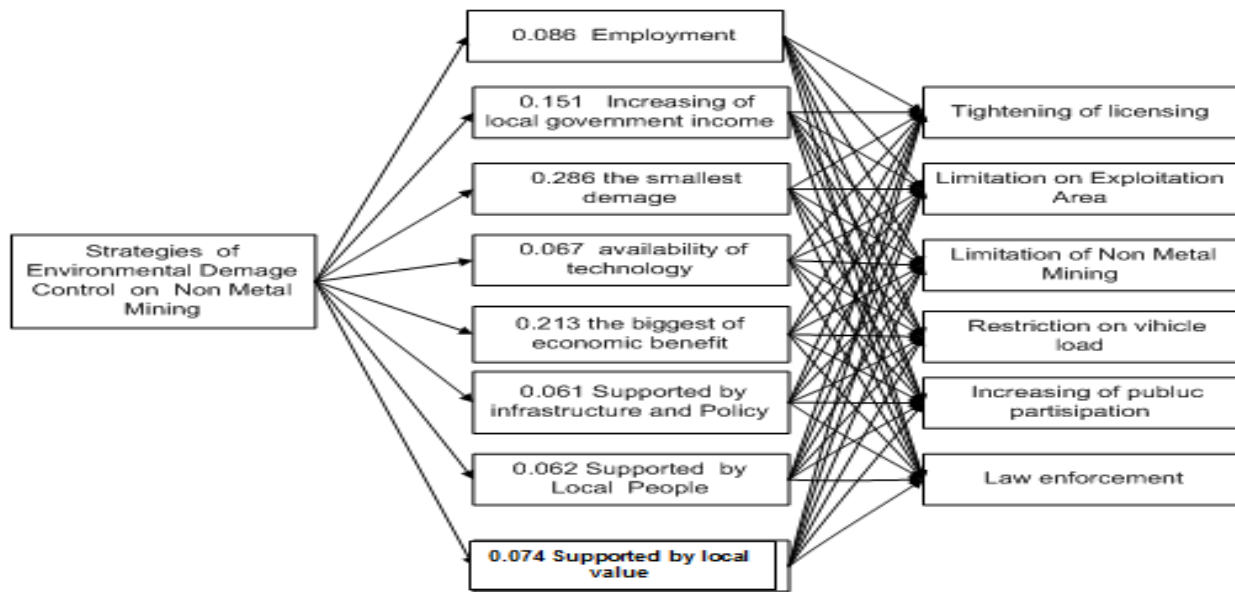 Strategies of
Environmental Demage
Control on Non Metal
Mining
0.086 Employment
0.151 Increasing of
local government income
0.286 the smallest
demage
0.067 availability of
technology
0.213 the biggest of
economic benefit
0.061 Supported by
infrastructure and Policy
0.062 Supported by
Local People
0.074 Supported by local
value
Tightening of licensing
Limitation on Exploitation
Area
Limitation of Non Metal
Mining
Restriction on vihicle
load
Increasing of publuc
partisipation
Law enforcement